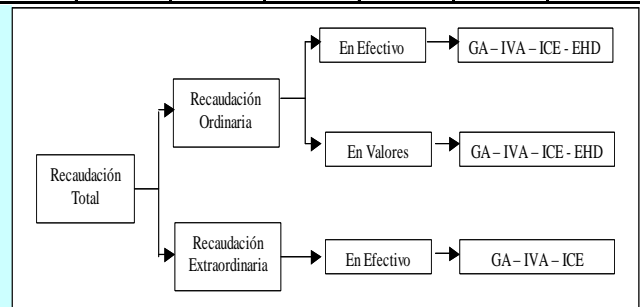 En Efectivo
GA – IVA – ICE - EHD
Recaudación
Ordinaria
En Valores
GA – IVA – ICE - EHD
Recaudación
Total
Recaudación
Extraordinaria
En Efectivo
GA – IVA – ICE